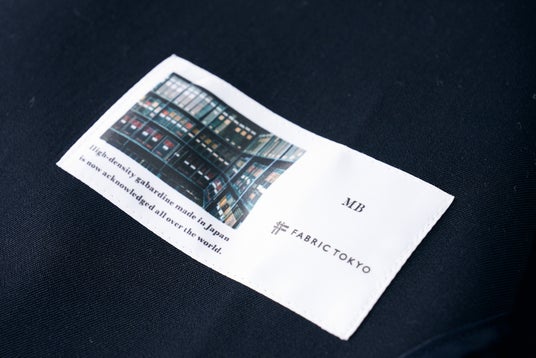 High-density gabardine made in Japan
is now acknowledged all over the world.
MB
FABRIC TOKYO